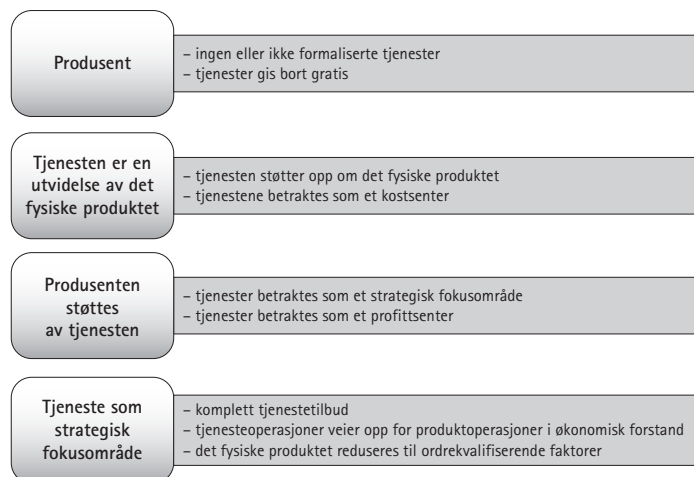 Produsent
– ingen eller ikke formaliserte tjenester
– tjenester gis bort gratis
Tjenesten er en
utvidelse av det
fysiske produktet
– tjenesten støtter opp om det fysiske produktet
– tjenestene betraktes som et kostsenter
Produsenten
støttes
av tjenesten
– tjenester betraktes som et strategisk fokusområde
– tjenester betraktes som et profittsenter
Tjeneste som
strategisk
fokusområde
– komplett tjenestetilbud
– tjenesteoperasjoner veier opp for produktoperasjoner i økonomisk forstand
– det fysiske produktet reduseres til ordrekvalifiserende faktorer